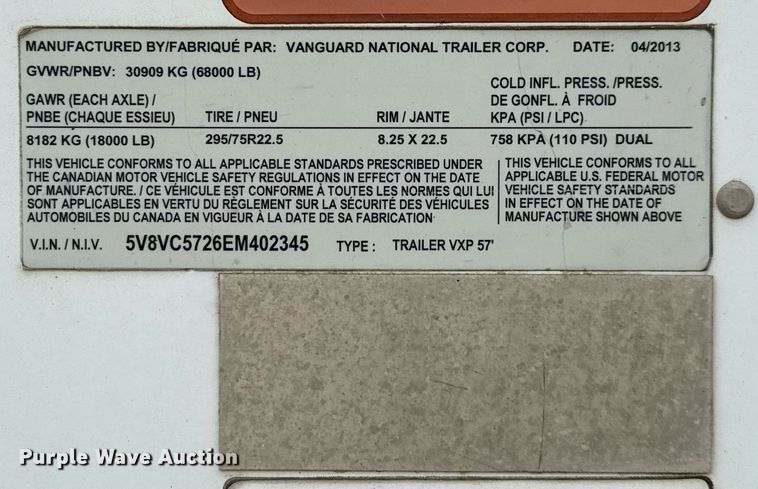 MANUFACTURED BY/FABRIQUÉ PAR: VANGUARD NATIONAL TRAILER CORP. DATE: 04/2013
GVWR/PNBV: 30909 KG (68000 LB)
GAWR (EACH AXLE) /
PNBE (CHAQUE ESSIEU) TIRE / PNEU RIM / JANTE
COLD INFL. PRESS. /PRESS.
DE GONFL. À FROID
KPA (PSI / LPC)
8182 KG (18000 LB) 295/75R22.5 8.25 X 22.5 758 KPA (110 PSI) DUAL
THIS VEHICLE CONFORMS TO ALL APPLICABLE STANDARDS PRESCRIBED UNDER
THE CANADIAN MOTOR VEHICLE SAFETY REGULATIONS IN EFFECT ON THE DATE
OF MANUFACTURE. / CE VÉHICULE EST CONFORME À TOUTES LES NORMES QUI LUI
SONT APPLICABLES EN VERTU DU RÈGLEMENT SUR LA SÉCURITÉ DES VÉHICULES
AUTOMOBILES DU CANADA EN VIGUEUR À LA DATE DE SA FABRICATION
THIS VEHICLE CONFORMS TO ALL
APPLICABLE U.S. FEDERAL MOTOR
VEHICLE SAFETY STANDARDS
IN EFFECT ON THE DATE OF
MANUFACTURE SHOWN ABOVE
V.I.N. / N.I.V. 5V8VC5726EM402345 TYPE : TRAILER VXP 57'
Purple Wave Auction